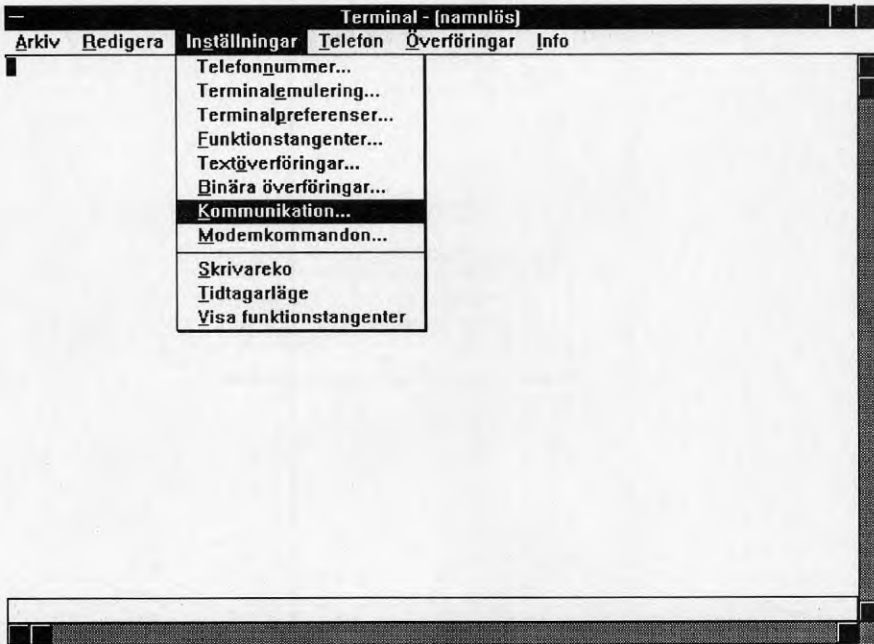 Terminal - (namnlös)
Arkiv Redigera Inställningar Telefon Överföringar Info
Telefonnummer...
Terminalemulering...
Terminalpreferenser...
Funktionstangenter...
Textöverföringar...
Binära överföringar...
Kommunikation...
Modemkommandon...
Skrivareko
Tidtagarläge
Visa funktionstangenter